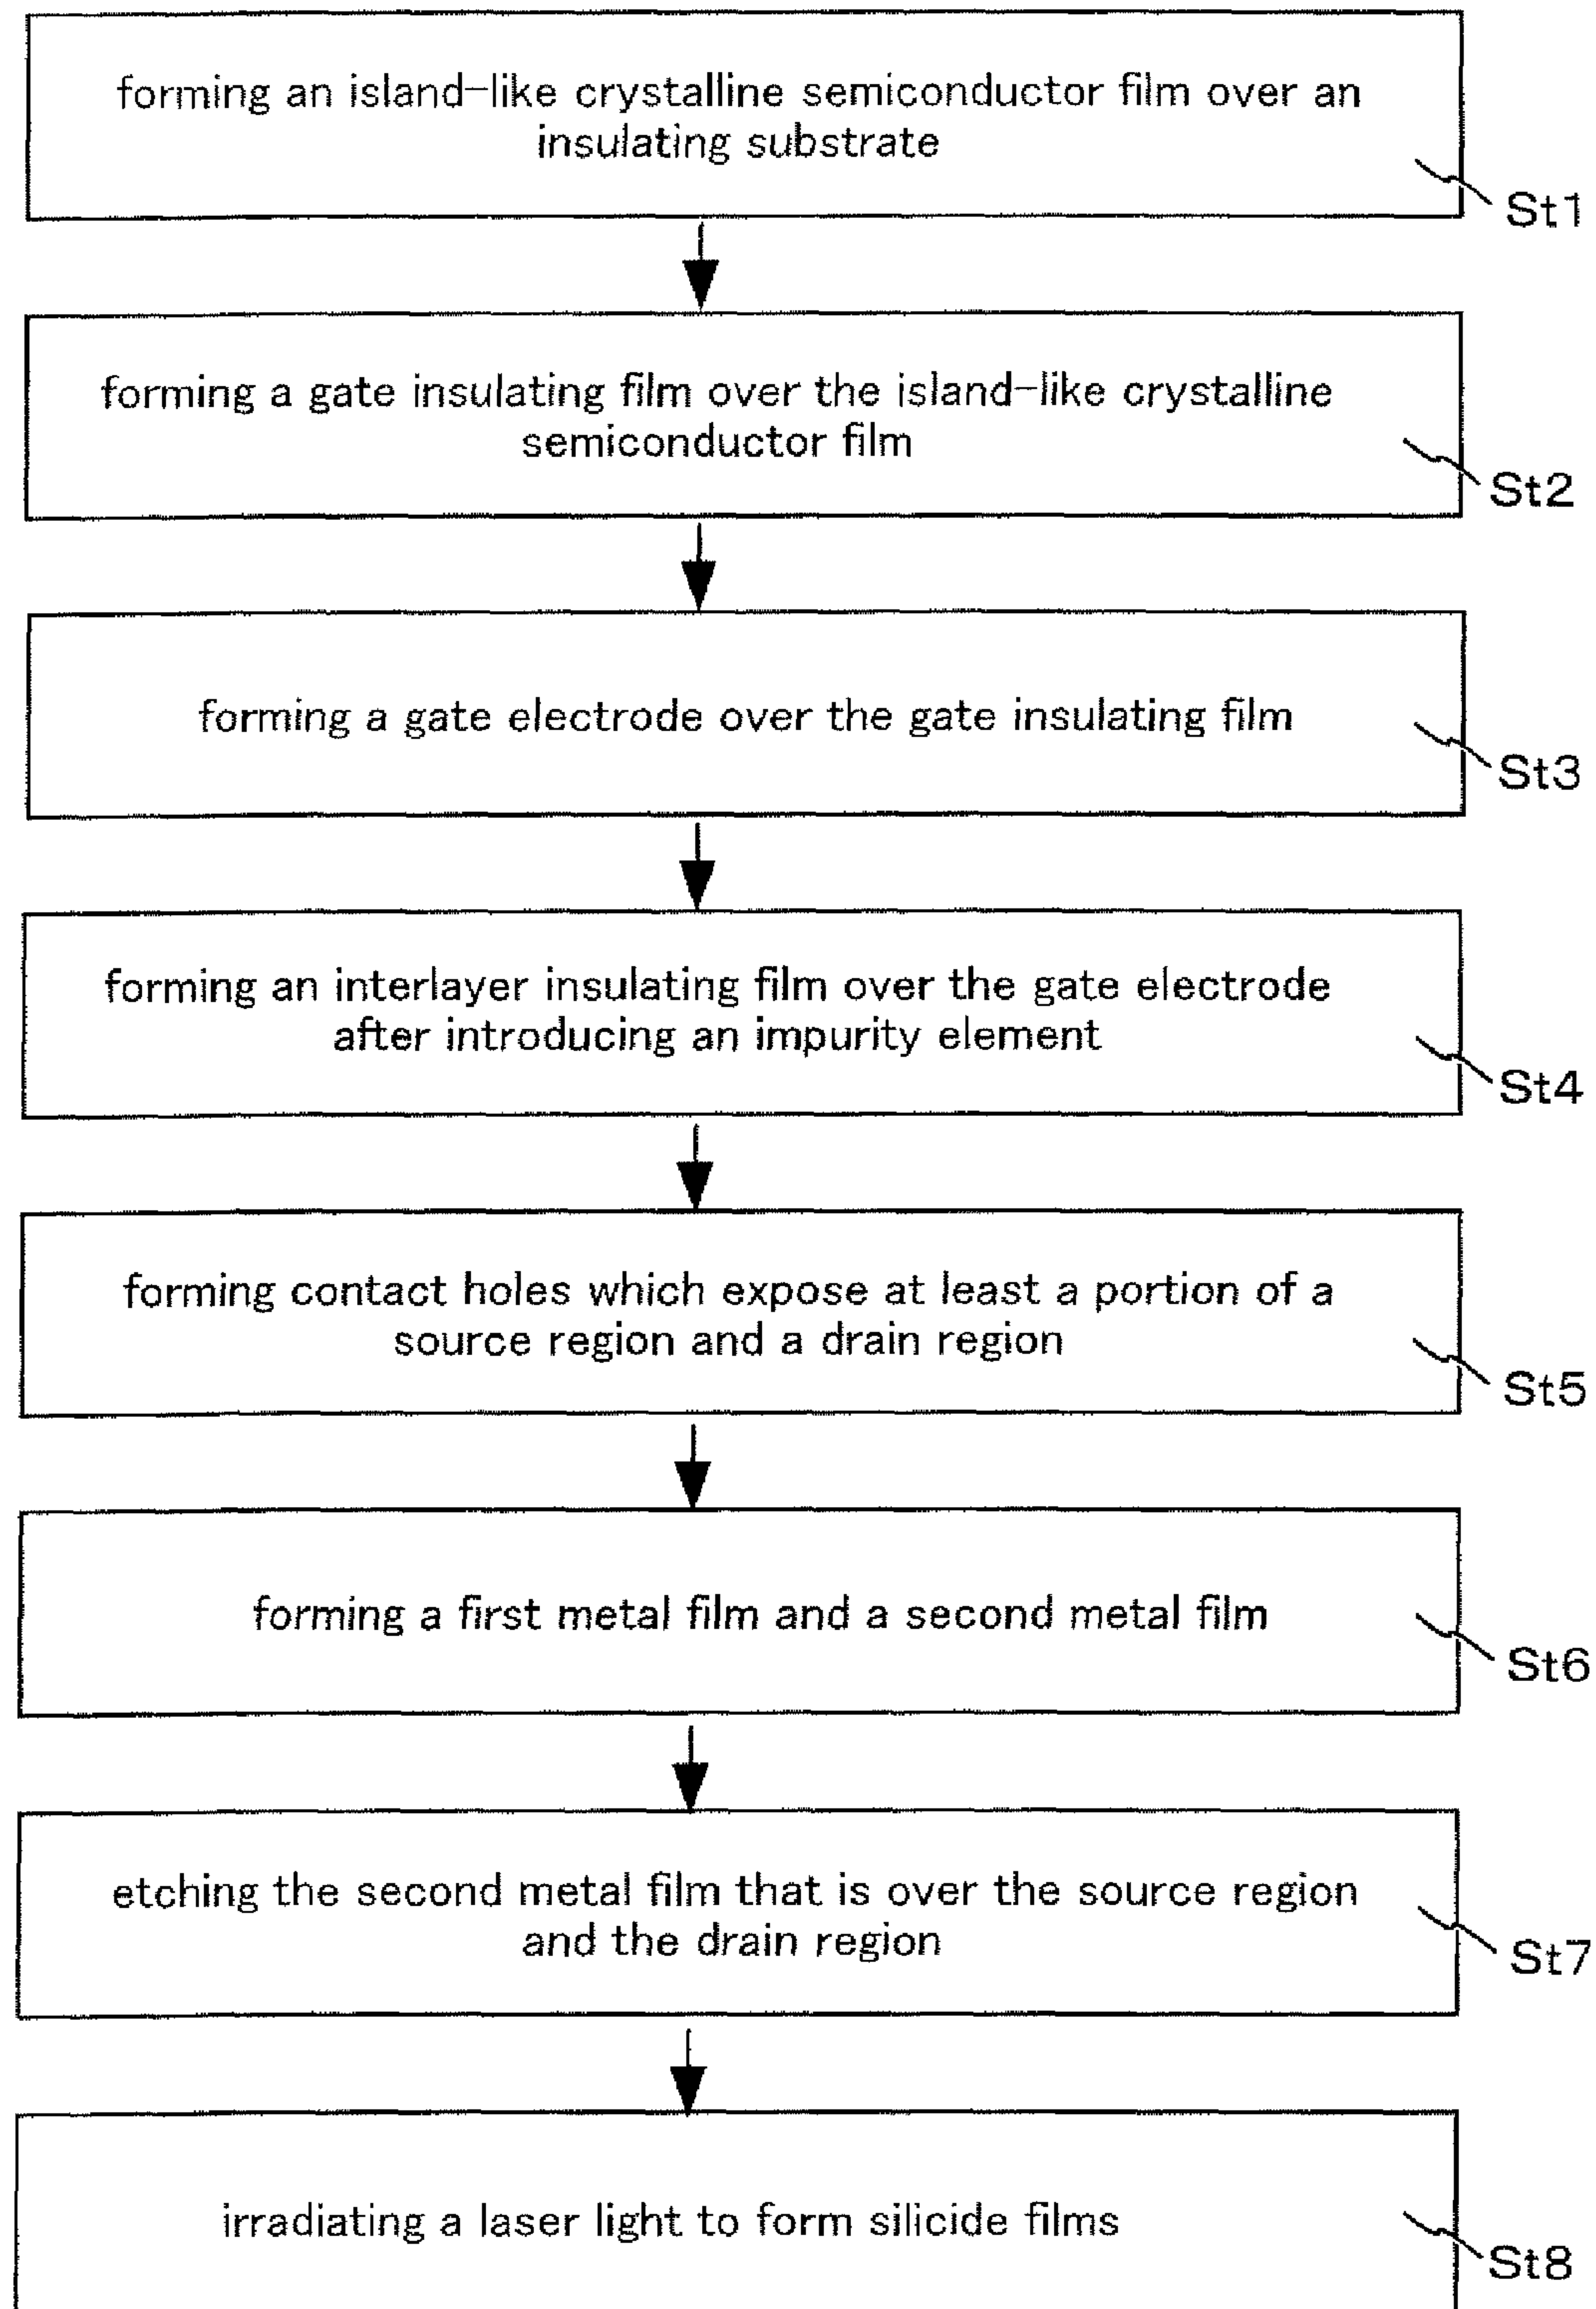 forming an island-like crystalline semiconductor film over an
insulating substrate
St1
forming a gate insulating film over the island-like crystalline
semiconductor film
St2
forming a gate electrode over the gate insulating film
St3
forming an interlayer insulating film over the gate electrode
after introducing an impurity element
St4
forming contact holes which expose at least a portion of a
source region and a drain region
St5
forming a first metal film and a second metal film
St6
etching the second metal film that is over the source region
and the drain region
St7
irradiating a laser light to form silicide films
St8